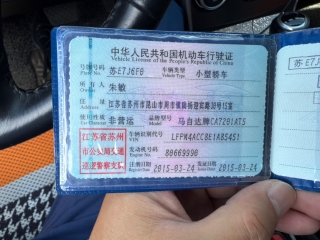 中华人民共和国机动车行驶证
Vehicle License of the People's Republic of China
号牌号码 苏E7J6F8 车辆类型 小型轿车
Plate No. Vehicle Type
所有人 朱敏
Owner
住址 江苏省苏州市昆山市周市镇
Address
使用性质 非营运 品牌型号 马自达牌CA7201AT5
江苏省苏州 车辆识别代号
VIN
市公安局交通 发动机号码 80669990
Engine No.
巡逻警察支队 注册日期 2015-03-24 发证日期 2015-03-24